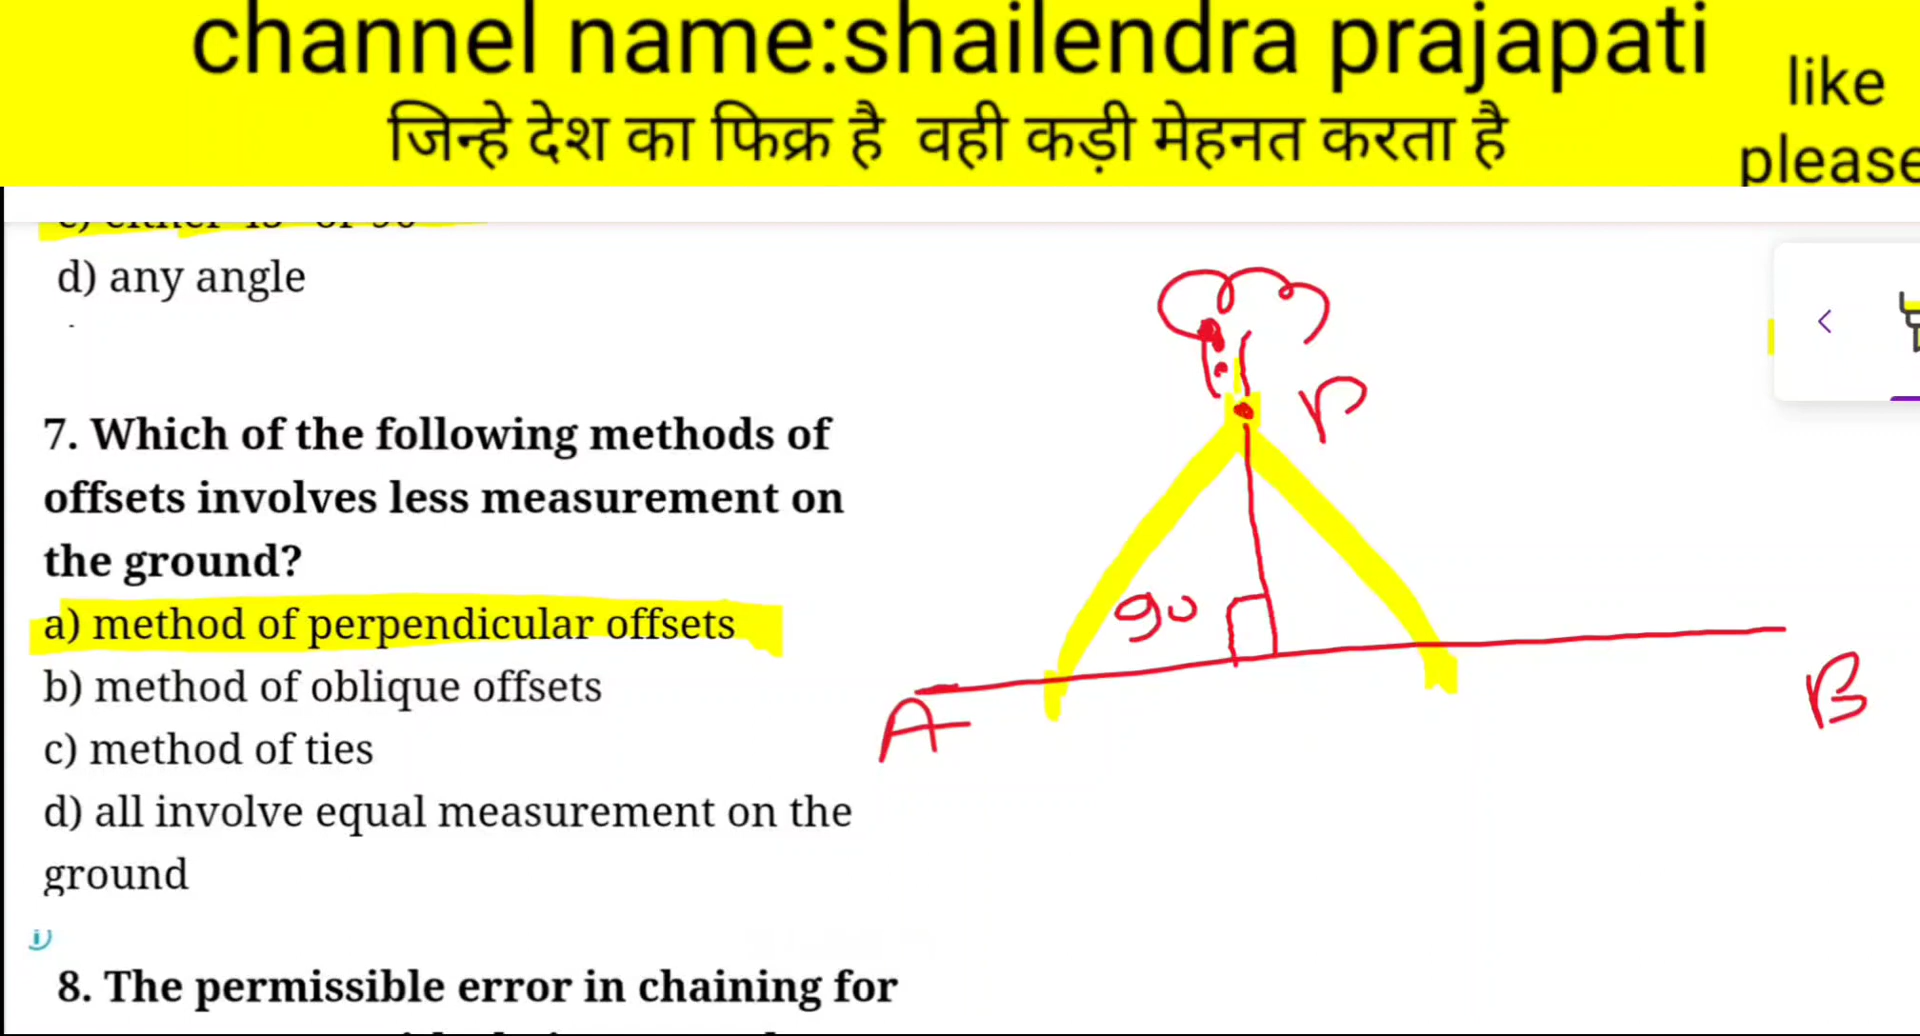 channel name:shailendra prajapati
like
जिन्हे देश का फिक्र है वही कड़ी मेहनत करता है
please
d) any angle
7. Which of the following methods of
offsets involves less measurement on
the ground?
a) method of perpendicular offsets
b) method of oblique offsets
c) method of ties
d) all involve equal measurement on the
ground
P
90
A
B
8. The permissible error in chaining for